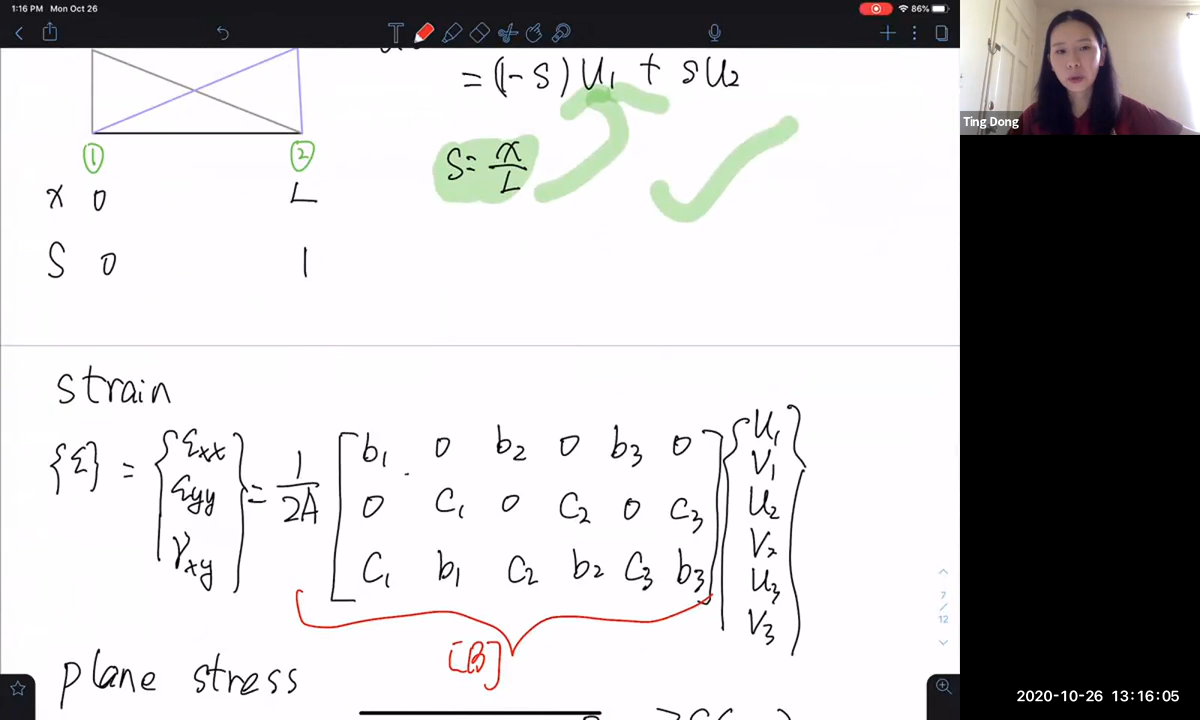 1:16 PM Mon Oct 26
86%
= (1-S) U1 + S U2
Ting Dong
S = x/L
① ②
x 0 L
S 0 1
strain
{ε} = {εxx εyy γxy} = 1/2A [b1 0 b2 0 b3 0
0 C1 0 C2 0 C3
C1 b1 C2 b2 C3 b3] {U1 V1 U2 V2 U3 V3}
[B]
7 / 12
plane stress
2020-10-26 13:16:05